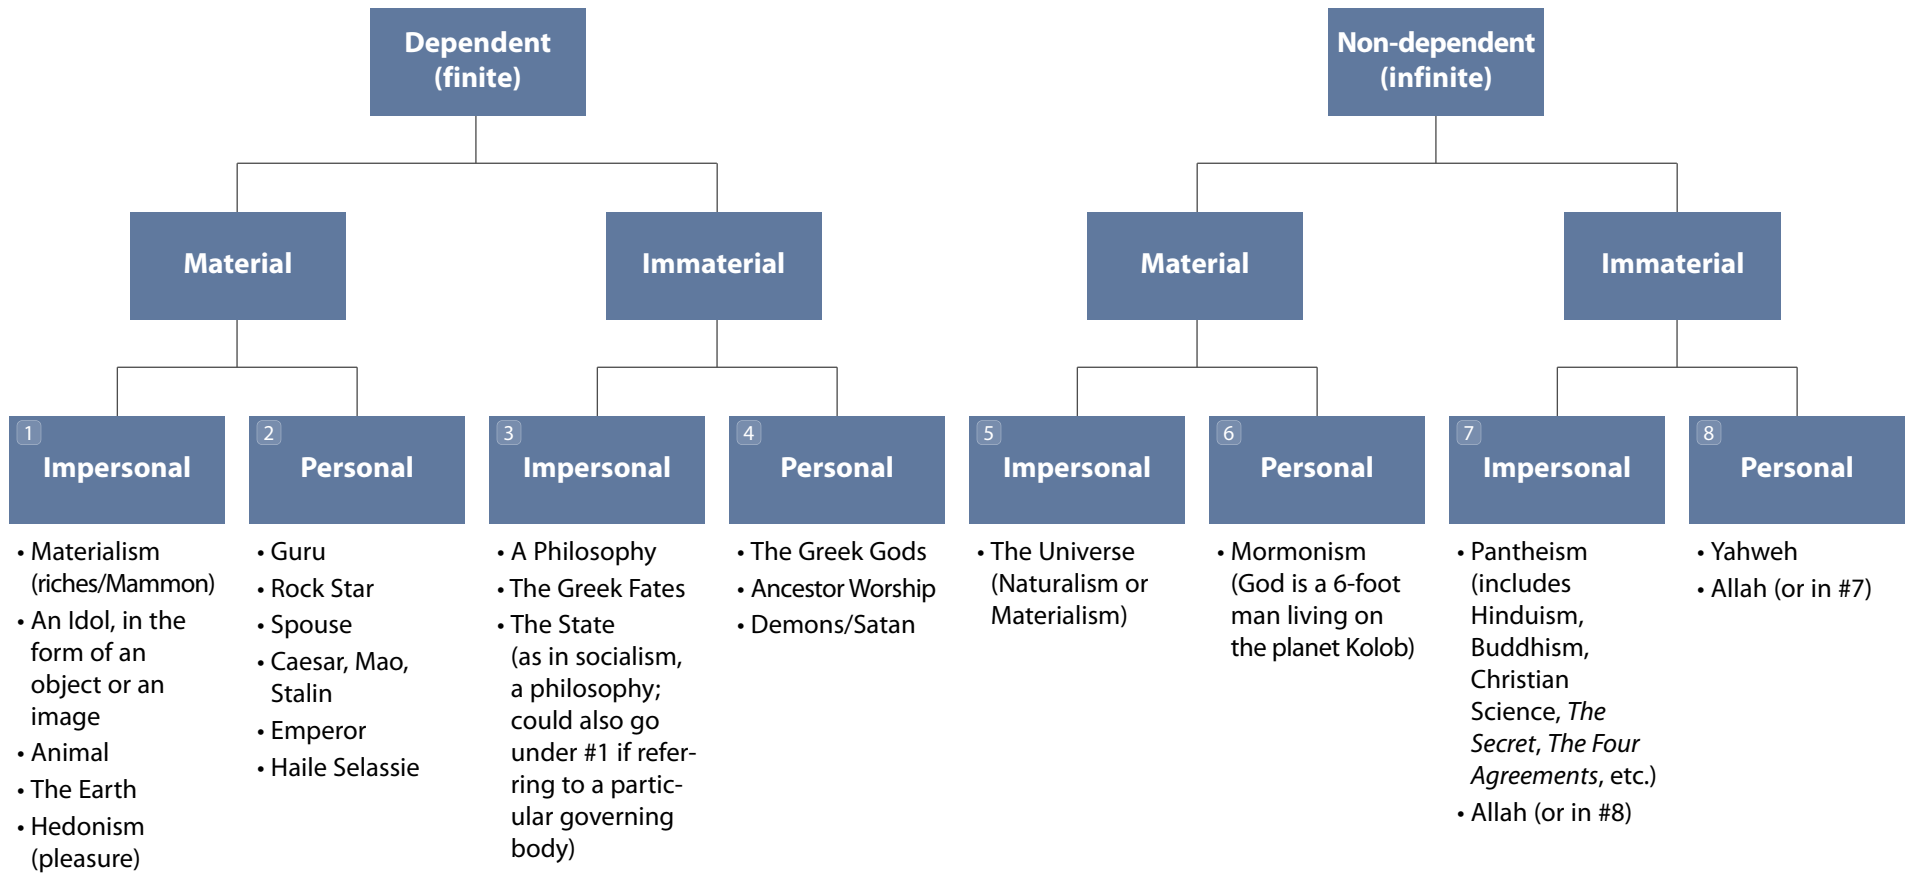 Dependent
(finite)
Non-dependent
(infinite)
Material
Immaterial
Material
Immaterial
1
Impersonal
2
Personal
3
Impersonal
4
Personal
5
Impersonal
6
Personal
7
Impersonal
8
Personal
• Materialism
(riches/Mammon)
• An Idol, in the
form of an
object or an
image
• Animal
• The Earth
• Hedonism
(pleasure)
• Guru
• Rock Star
• Spouse
• Caesar, Mao,
Stalin
• Emperor
• Haile Selassie
• A Philosophy
• The Greek Fates
• The State
(as in socialism,
a philosophy;
could also go
under #1 if refer-
ring to a partic-
ular governing
body)
• The Greek Gods
• Ancestor Worship
• Demons/Satan
• The Universe
(Naturalism or
Materialism)
• Mormonism
(God is a 6-foot
man living on
the planet Kolob)
• Pantheism
(includes
Hinduism,
Buddhism,
Christian
Science, The
Secret, The Four
Agreements, etc.)
• Allah (or in #8)
• Yahweh
• Allah (or in #7)